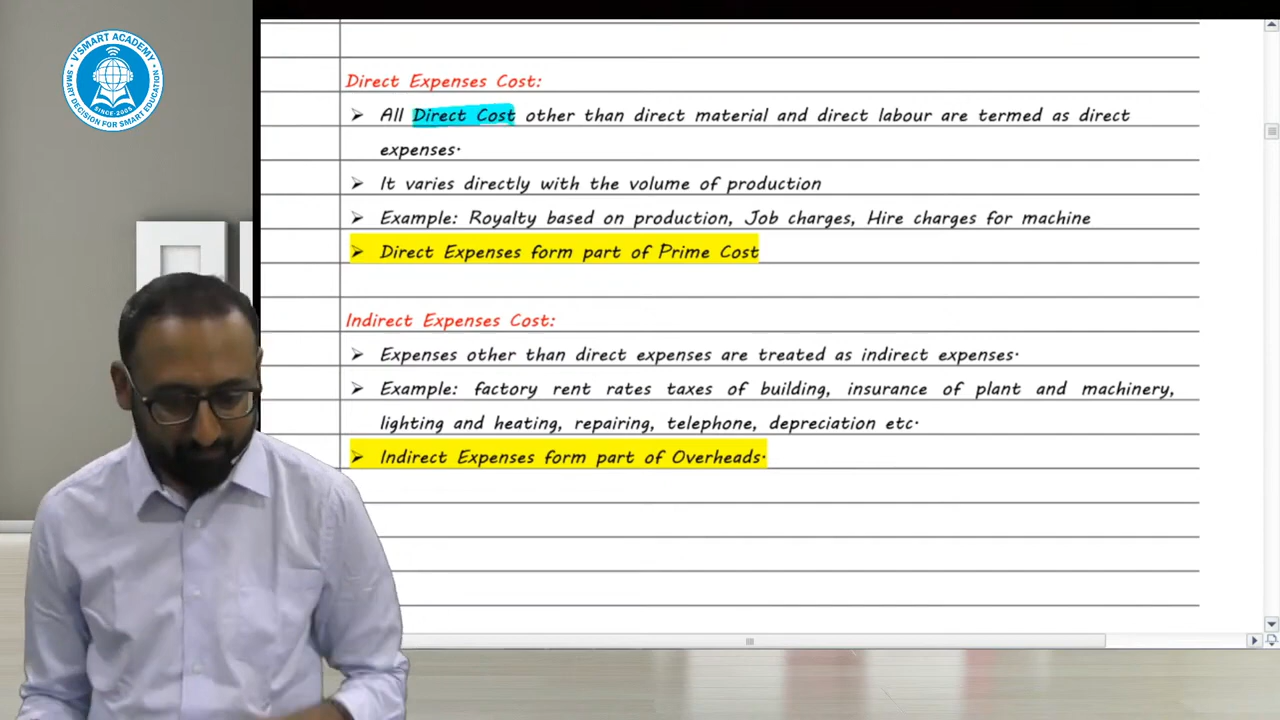 V'SMART ACADEMY
SINCE-2005
SMART DECISION FOR SMART EDUCATION
Direct Expenses Cost:
➢ All Direct Cost other than direct material and direct labour are termed as direct
expenses.
➢ It varies directly with the volume of production
➢ Example: Royalty based on production, Job charges, Hire charges for machine
➢ Direct Expenses form part of Prime Cost
Indirect Expenses Cost:
➢ Expenses other than direct expenses are treated as indirect expenses.
➢ Example: factory rent rates taxes of building, insurance of plant and machinery,
lighting and heating, repairing, telephone, depreciation etc.
➢ Indirect Expenses form part of Overheads.